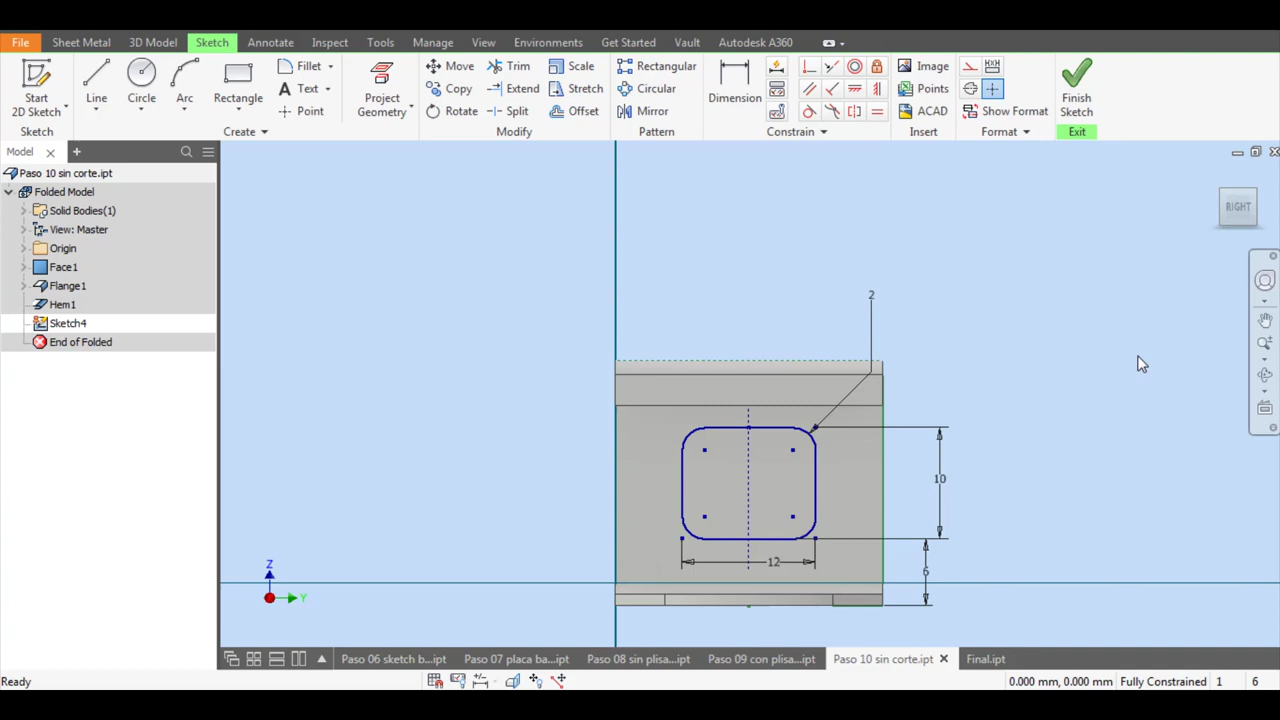 File Sheet Metal 3D Model Sketch Annotate Inspect Tools Manage View Environments Get Started Vault Autodesk A360
Start 2D Sketch Line Circle Arc Rectangle Fillet Text Point Project Geometry Move Copy Rotate Trim Extend Split Scale Stretch Offset Rectangular Circular Mirror Dimension Image Points ACAD Show Format Finish Sketch
Sketch Create Modify Pattern Constrain Insert Format Exit
Model
Paso 10 sin corte.ipt
Folded Model
Solid Bodies(1)
View: Master
Origin
Face1
Flange1
Hem1
Sketch4
End of Folded
RIGHT
2
10
12
6
Z
Y
Paso 06 sketch b...ipt Paso 07 placa ba...ipt Paso 08 sin plisa...ipt Paso 09 con plisa...ipt Paso 10 sin corte.ipt Final.ipt
Ready 0.000 mm, 0.000 mm Fully Constrained 1 6